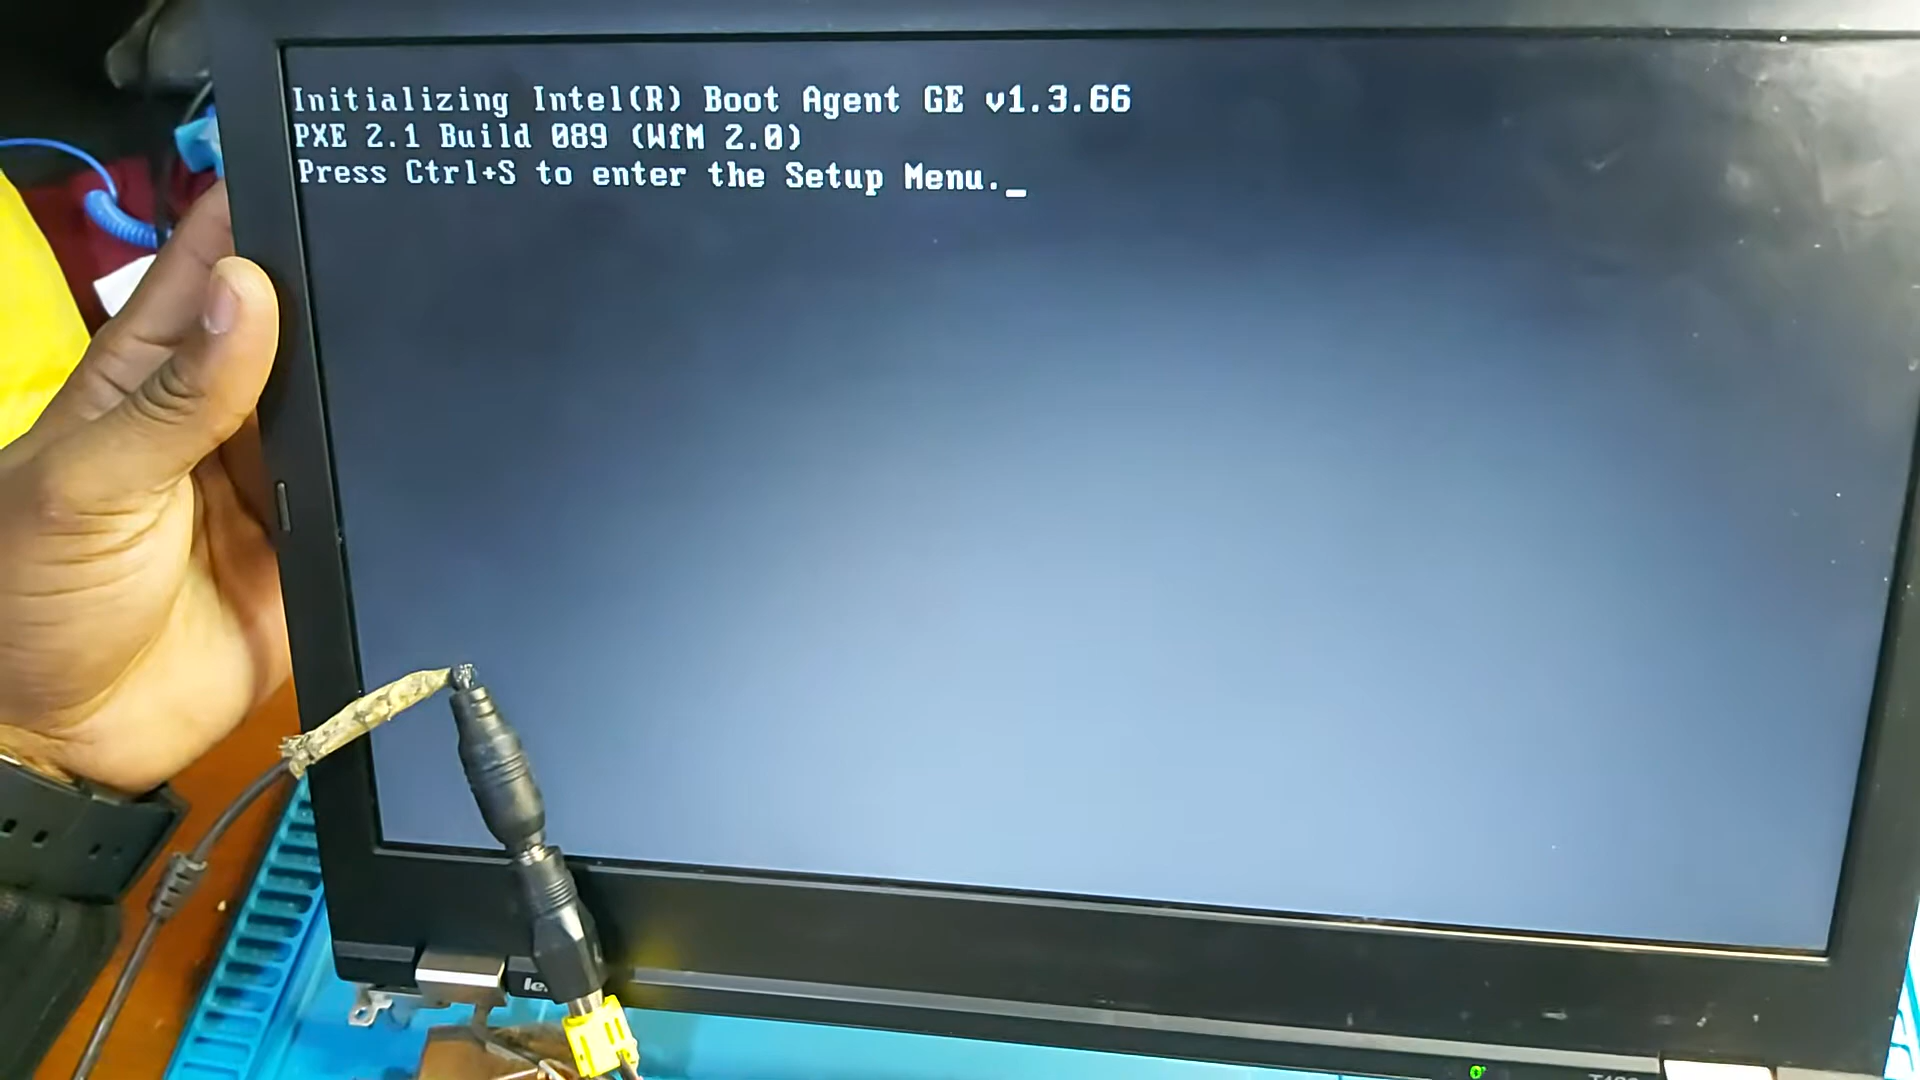 Initializing Intel(R) Boot Agent GE v1.3.66
PXE 2.1 Build 089 (WfM 2.0)
Press Ctrl+S to enter the Setup Menu._